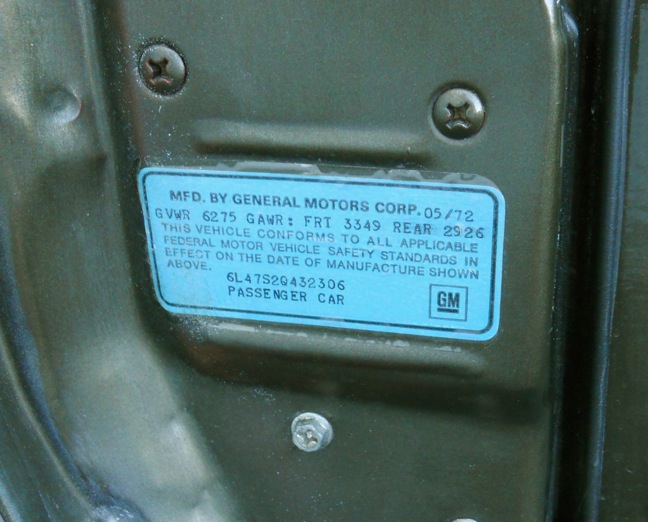 MFD. BY GENERAL MOTORS CORP. 05/72
GVWR 6275 GAWR: FRT 3349 REAR 2926
THIS VEHICLE CONFORMS TO ALL APPLICABLE
FEDERAL MOTOR VEHICLE SAFETY STANDARDS IN
EFFECT ON THE DATE OF MANUFACTURE SHOWN
ABOVE.
6L47S2Q432306
PASSENGER CAR
GM